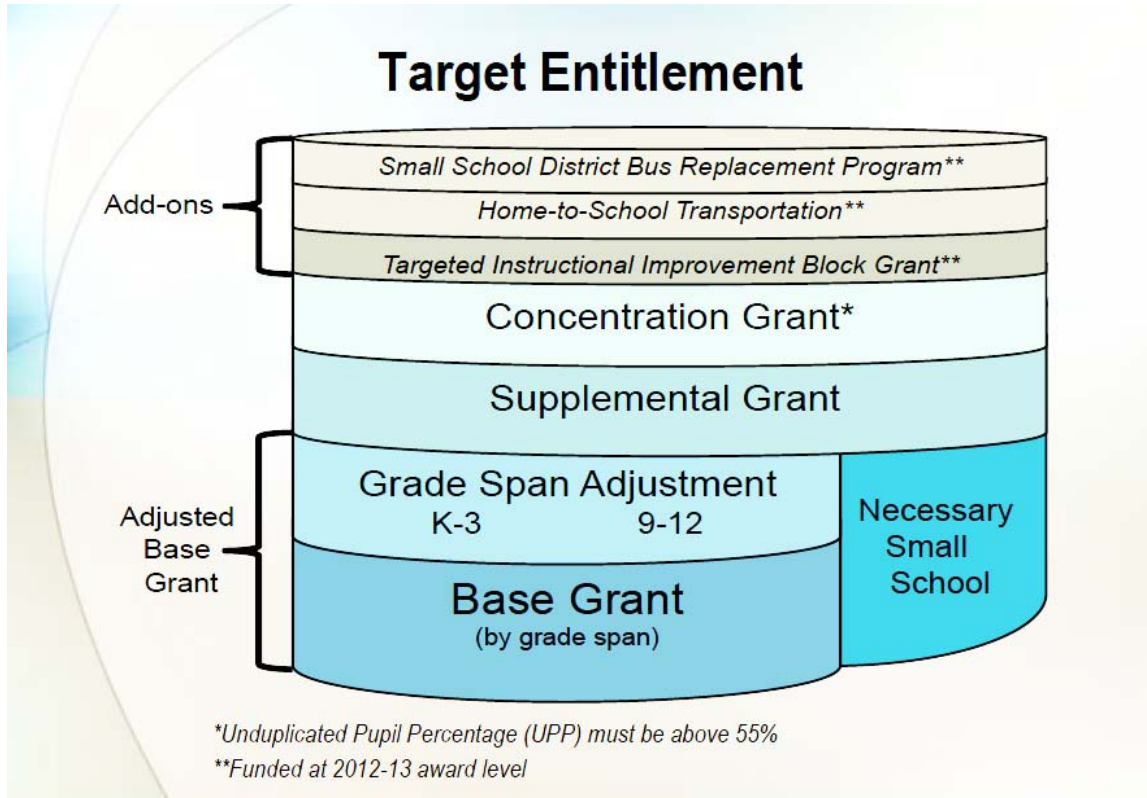 Target Entitlement
Small School District Bus Replacement Program**
Add-ons
Home-to-School Transportation**
Targeted Instructional Improvement Block Grant**
Concentration Grant*
Supplemental Grant
Adjusted
Base
Grant
Grade Span Adjustment
K-3 9-12
Base Grant
(by grade span)
Necessary
Small
School
*Unduplicated Pupil Percentage (UPP) must be above 55%
**Funded at 2012-13 award level